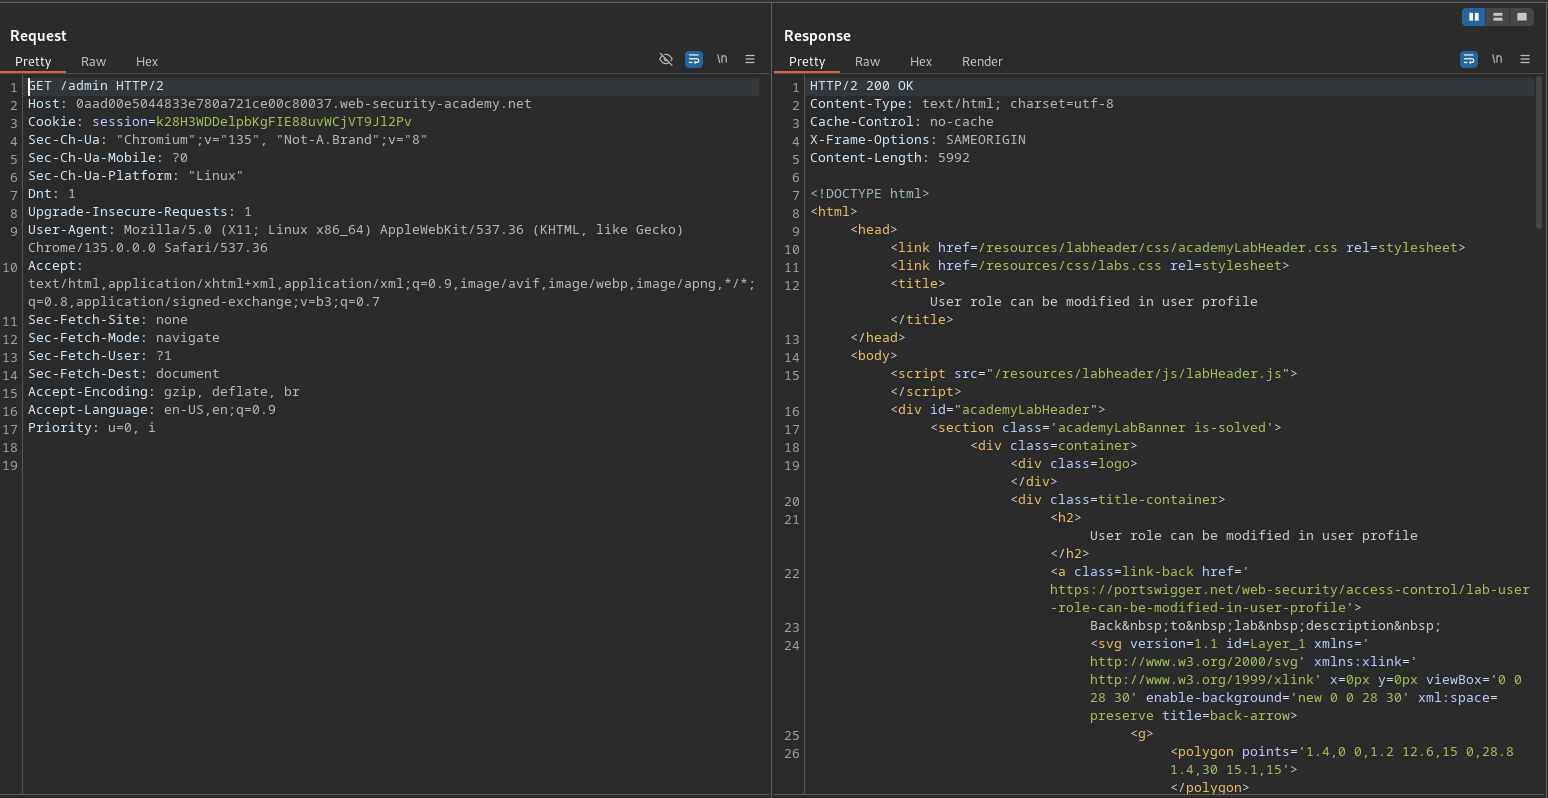 Request
Pretty Raw Hex
\n
1 GET /admin HTTP/2
2 Host: 0aad00e5044833e780a721ce00c80037.web-security-academy.net
3 Cookie: session=k28H3WDDelpbKgFIE88uvWCjVT9Jl2Pv
4 Sec-Ch-Ua: "Chromium";v="135", "Not-A.Brand";v="8"
5 Sec-Ch-Ua-Mobile: ?0
6 Sec-Ch-Ua-Platform: "Linux"
7 Dnt: 1
8 Upgrade-Insecure-Requests: 1
9 User-Agent: Mozilla/5.0 (X11; Linux x86_64) AppleWebKit/537.36 (KHTML, like Gecko)
Chrome/135.0.0.0 Safari/537.36
10 Accept:
text/html,application/xhtml+xml,application/xml;q=0.9,image/avif,image/webp,image/apng,*/*;
q=0.8,application/signed-exchange;v=b3;q=0.7
11 Sec-Fetch-Site: none
12 Sec-Fetch-Mode: navigate
13 Sec-Fetch-User: ?1
14 Sec-Fetch-Dest: document
15 Accept-Encoding: gzip, deflate, br
16 Accept-Language: en-US,en;q=0.9
17 Priority: u=0, i
18
19
Response
Pretty Raw Hex Render
\n
1 HTTP/2 200 OK
2 Content-Type: text/html; charset=utf-8
3 Cache-Control: no-cache
4 X-Frame-Options: SAMEORIGIN
5 Content-Length: 5992
6
7 <!DOCTYPE html>
8 <html>
9 <head>
10 <link href=/resources/labheader/css/academyLabHeader.css rel=stylesheet>
11 <link href=/resources/css/labs.css rel=stylesheet>
12 <title>
User role can be modified in user profile
</title>
13 </head>
14 <body>
15 <script src="/resources/labheader/js/labHeader.js">
</script>
16 <div id="academyLabHeader">
17 <section class='academyLabBanner is-solved'>
18 <div class=container>
19 <div class=logo>
</div>
20 <div class=title-container>
21 <h2>
User role can be modified in user profile
</h2>
22 <a class=link-back href='
https://portswigger.net/web-security/access-control/lab-user
-role-can-be-modified-in-user-profile'>
23 Back&nbsp;to&nbsp;lab&nbsp;description&nbsp;
24 <svg version=1.1 id=Layer_1 xmlns='
http://www.w3.org/2000/svg' xmlns:xlink='
http://www.w3.org/1999/xlink' x=0px y=0px viewBox='0 0
28 30' enable-background='new 0 0 28 30' xml:space=
preserve title=back-arrow>
25 <g>
26 <polygon points='1.4,0 0,1.2 12.6,15 0,28.8
1.4,30 15.1,15'>
</polygon>